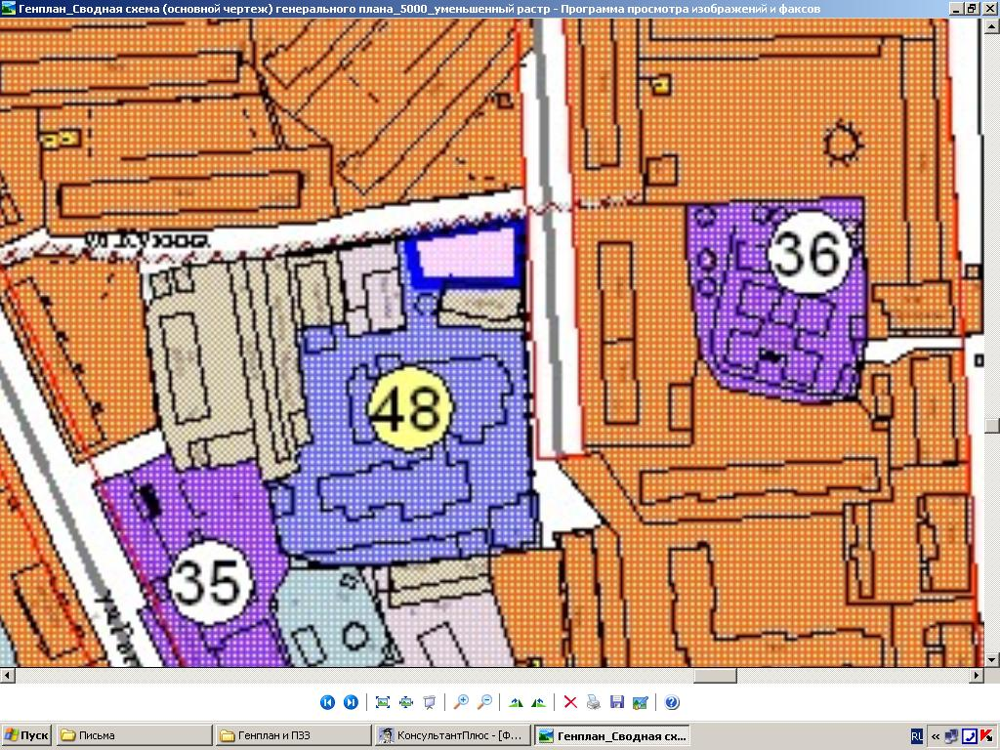 Генплан_Сводная схема (основной чертеж) генерального плана_5000_уменьшенный растр - Программа просмотра изображений и факсов
36
48
35
Пуск
Письма
Генплан и ПЗЗ
КонсультантПлюс - [Ф...
Генплан_Сводная сх...
RL
«